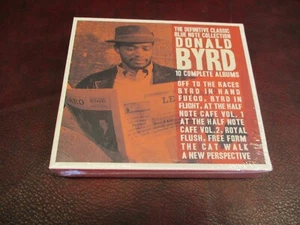 THE DEFINITIVE CLASSIC
BLUE NOTE COLLECTION
DONALD
BYRD
10 COMPLETE ALBUMS
OFF TO THE RACES
BYRD IN HAND
FUEGO, BYRD IN
FLIGHT, AT THE HALF
NOTE CAFE VOL. 1
AT THE HALF NOTE
CAFE VOL.2, ROYAL
FLUSH, FREE FORM
THE CAT WALK
A NEW PERSPECTIVE